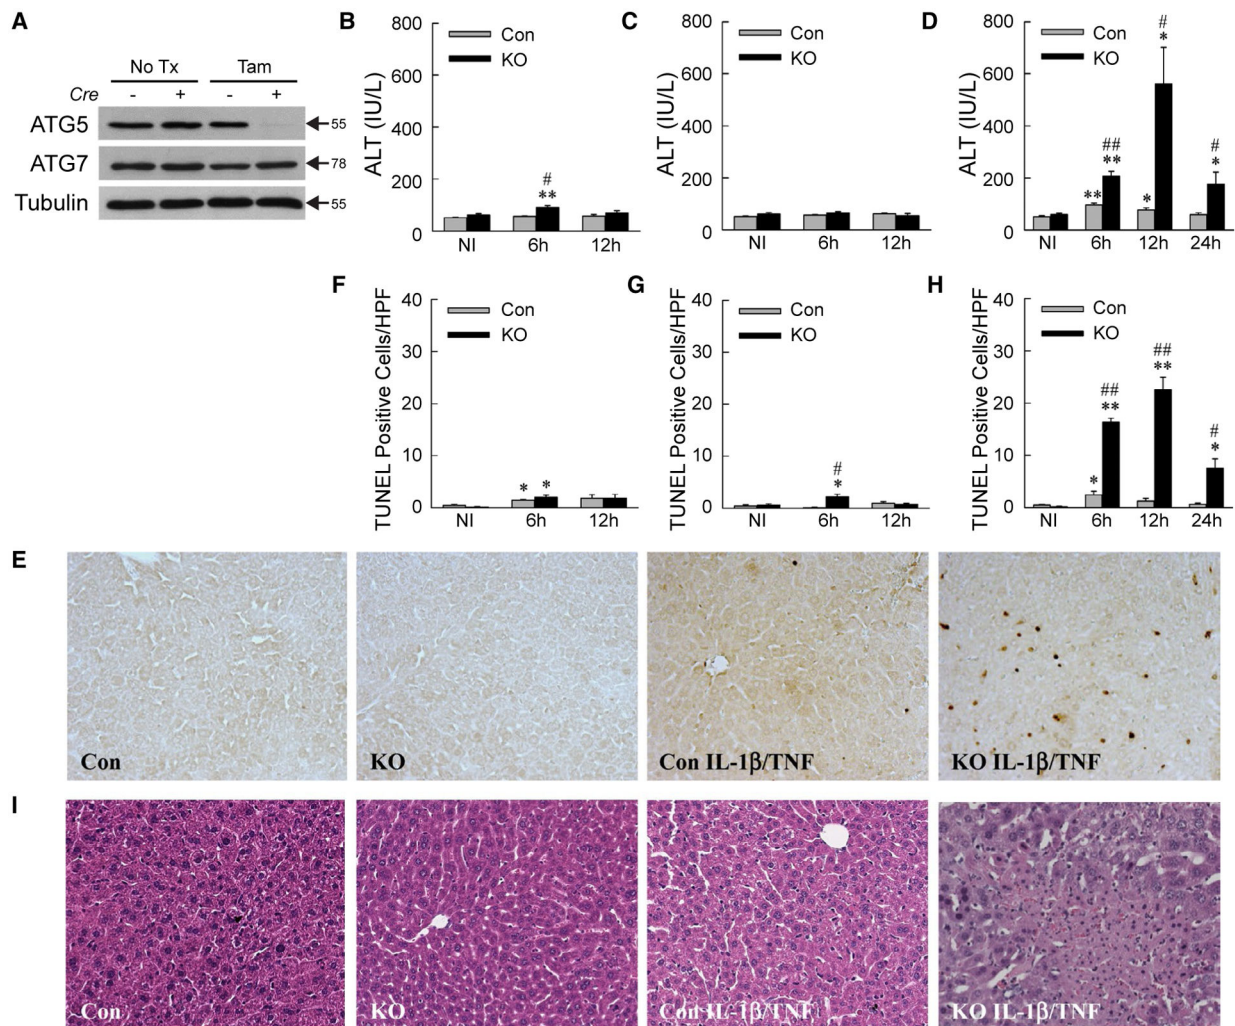 A
No Tx Tam
Cre - + - +
ATG5 55
ATG7 78
Tubulin 55
B
800
600
400
200
0
ALT (IU/L)
Con
KO
#
**
NI 6h 12h
C
800
600
400
200
0
ALT (IU/L)
Con
KO
NI 6h 12h
D
800
600
400
200
0
ALT (IU/L)
Con
KO
#
*
##
**
**
*
#
*
NI 6h 12h 24h
F
40
30
20
10
0
TUNEL Positive Cells/HPF
Con
KO
* *
NI 6h 12h
G
40
30
20
10
0
TUNEL Positive Cells/HPF
Con
KO
#
*
NI 6h 12h
H
40
30
20
10
0
TUNEL Positive Cells/HPF
Con
KO
##
**
##
**
*
#
*
NI 6h 12h 24h
E
Con
KO
Con IL-1β/TNF
KO IL-1β/TNF
I
Con
KO
Con IL-1β/TNF
KO IL-1β/TNF